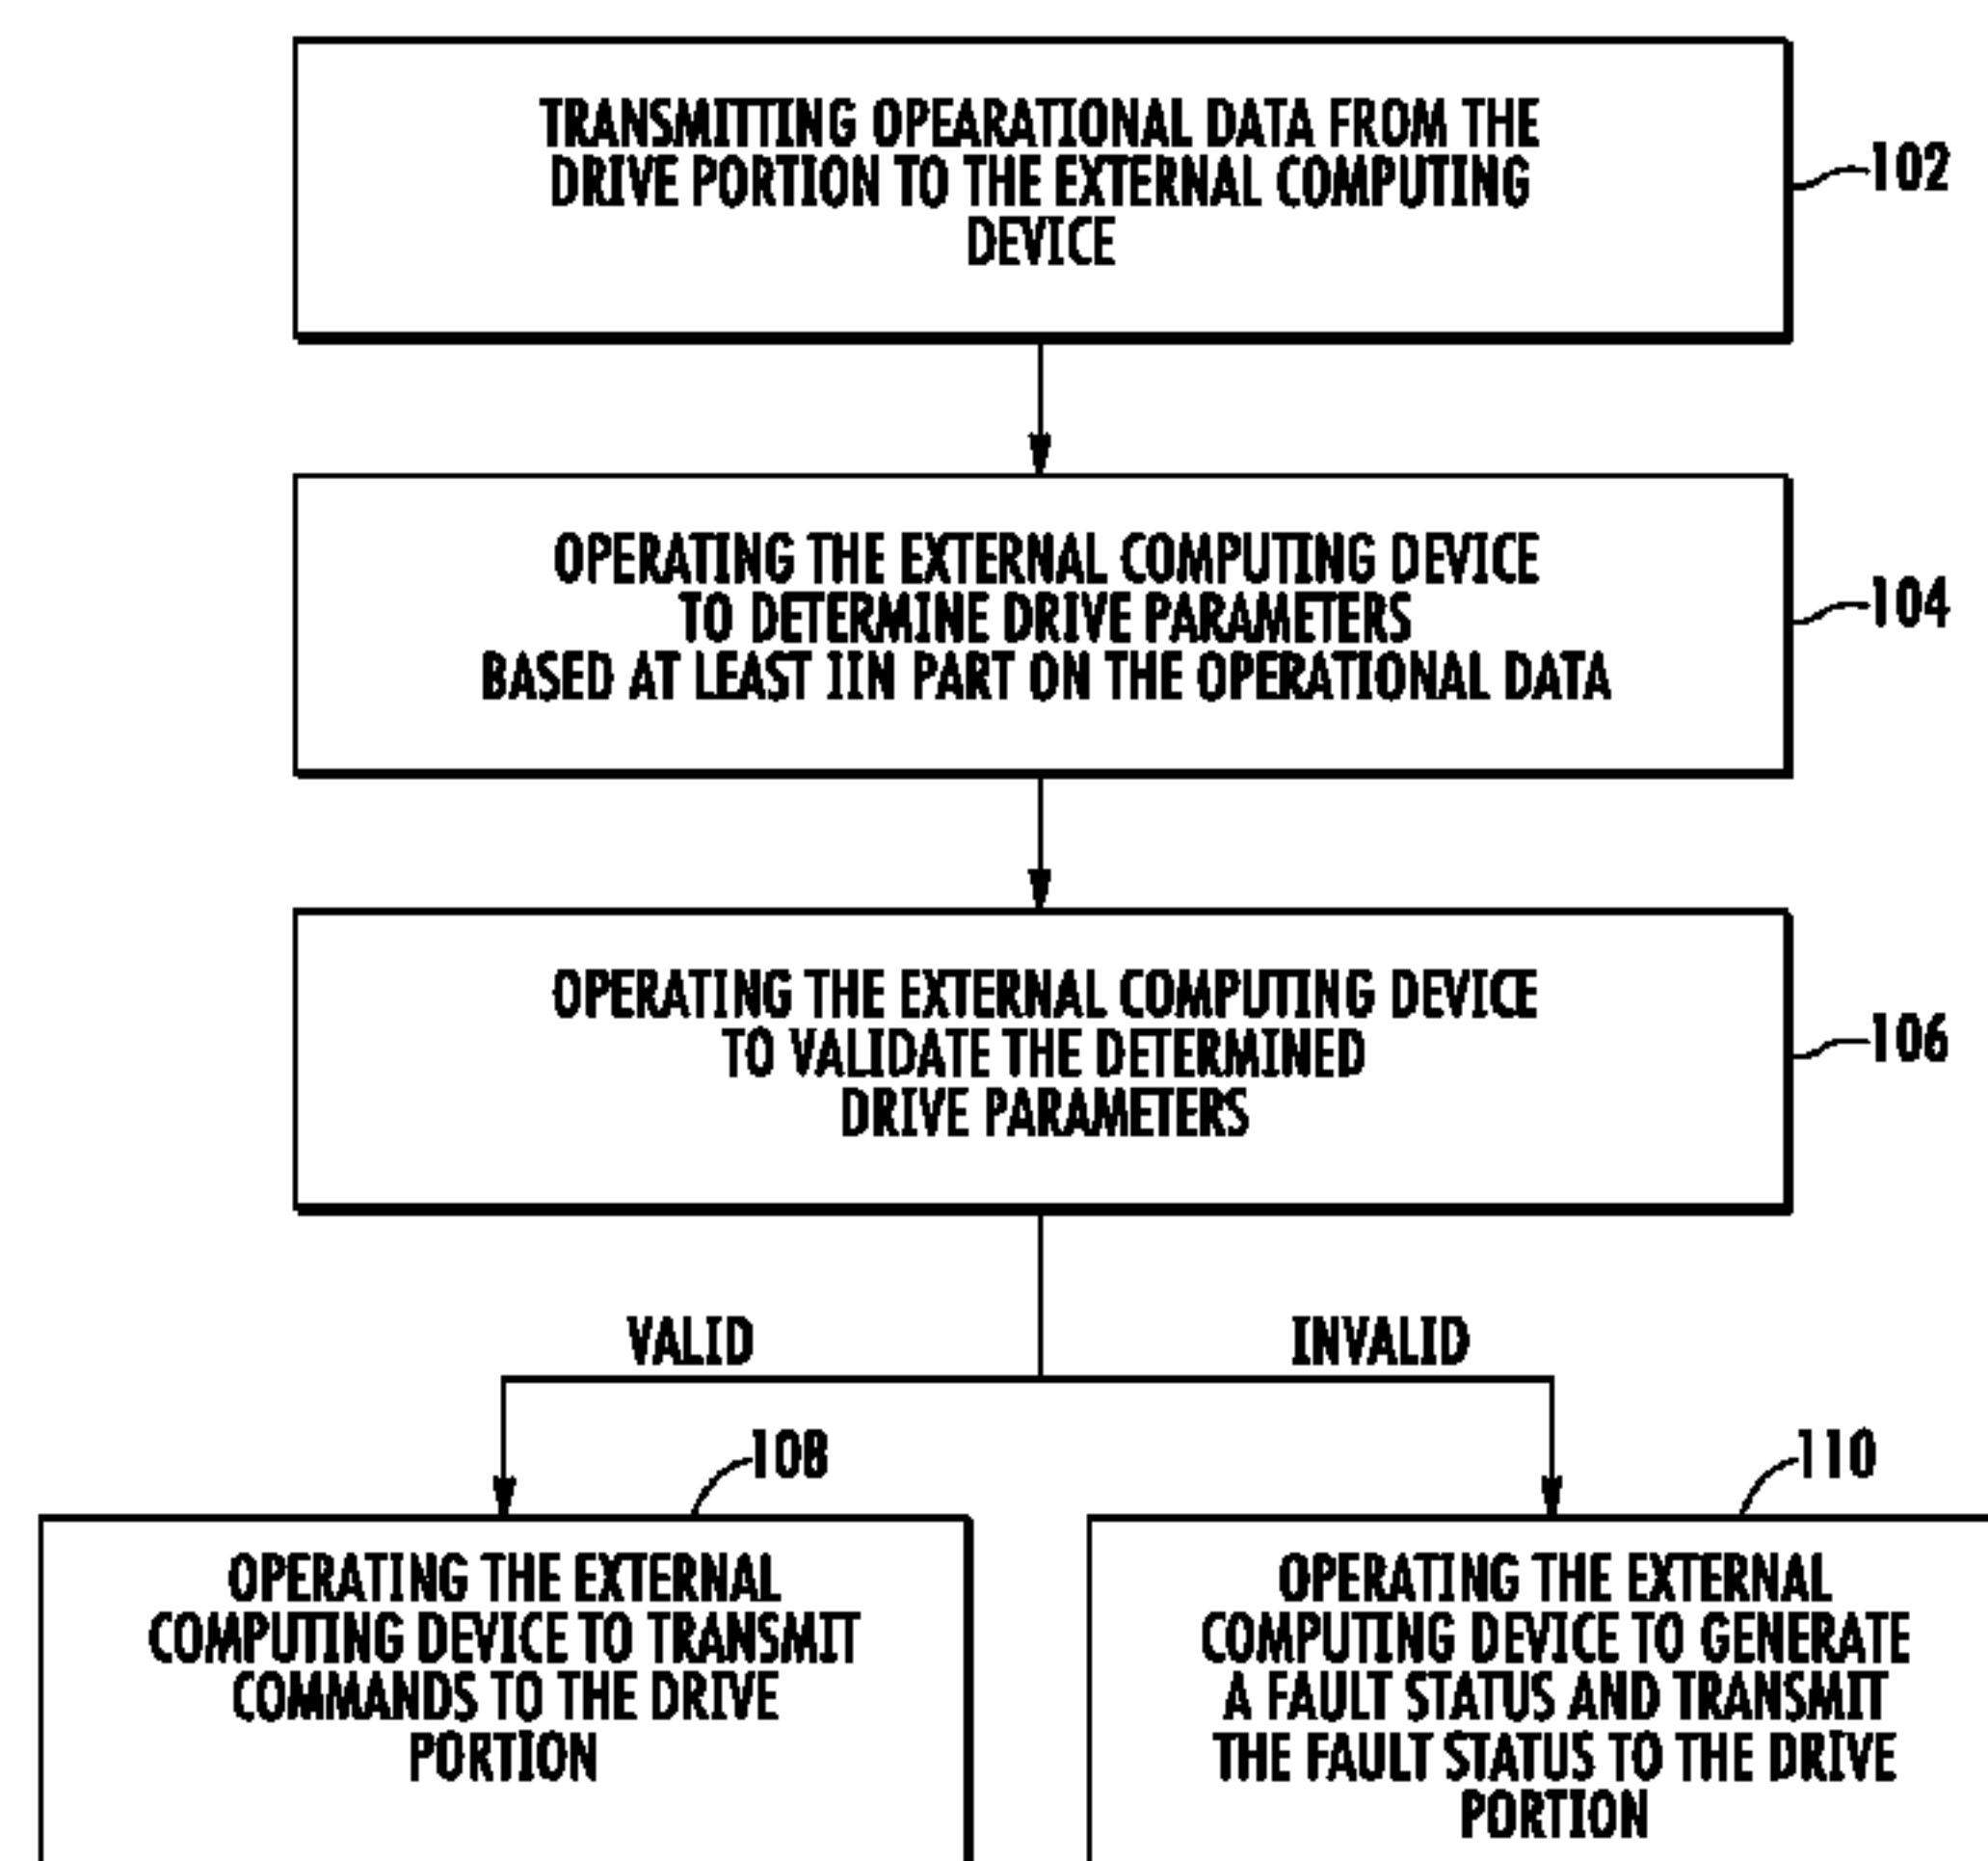 TRANSMITTING OPEARATIONAL DATA FROM THE
DRIVE PORTION TO THE EXTERNAL COMPUTING
DEVICE
102
OPERATING THE EXTERNAL COMPUTING DEVICE
TO DETERMINE DRIVE PARAMETERS
BASED AT LEAST IIN PART ON THE OPERATIONAL DATA
104
OPERATING THE EXTERNAL COMPUTING DEVICE
TO VALIDATE THE DETERMINED
DRIVE PARAMETERS
106
VALID
INVALID
108
110
OPERATING THE EXTERNAL
COMPUTING DEVICE TO TRANSMIT
COMMANDS TO THE DRIVE
PORTION
OPERATING THE EXTERNAL
COMPUTING DEVICE TO GENERATE
A FAULT STATUS AND TRANSMIT
THE FAULT STATUS TO THE DRIVE
PORTION